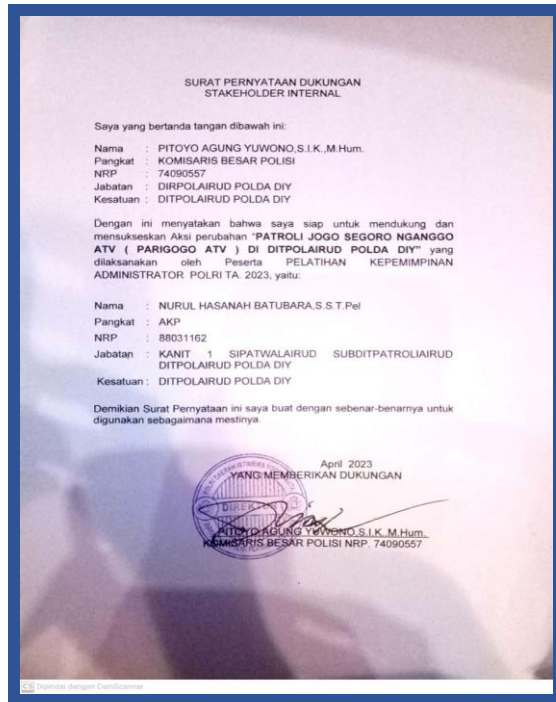 SURAT PERNYATAAN DUKUNGAN
STAKEHOLDER INTERNAL
Saya yang bertanda tangan dibawah ini:
Nama : PITOYO AGUNG YUWONO,S.I.K.,M.Hum.
Pangkat : KOMISARIS BESAR POLISI
NRP : 74090557
Jabatan : DIRPOLAIRUD POLDA DIY
Kesatuan : DITPOLAIRUD POLDA DIY
Dengan ini menyatakan bahwa saya siap untuk mendukung dan
mensukseskan Aksi perubahan "PATROLI JOGO SEGORO NGANGGO
ATV ( PARIGOGO ATV ) DI DITPOLAIRUD POLDA DIY" yang
dilaksanakan oleh Peserta PELATIHAN KEPEMIMPINAN
ADMINISTRATOR POLRI TA. 2023, yaitu:
Nama : NURUL HASANAH BATUBARA,S.S.T.Pel
Pangkat : AKP
NRP : 88031162
Jabatan : KANIT 1 SIPATWALAIRUD SUBDITPATROLIAIRUD
DITPOLAIRUD POLDA DIY
Kesatuan : DITPOLAIRUD POLDA DIY
Demikian Surat Pernyataan ini saya buat dengan sebenar-benarnya untuk
digunakan sebagaimana mestinya.
April 2023
YANG MEMBERIKAN DUKUNGAN
PITOYO AGUNG YUWONO,S.I.K.,M.Hum.
KOMISARIS BESAR POLISI NRP. 74090557
CS Dipindai dengan CamScanner